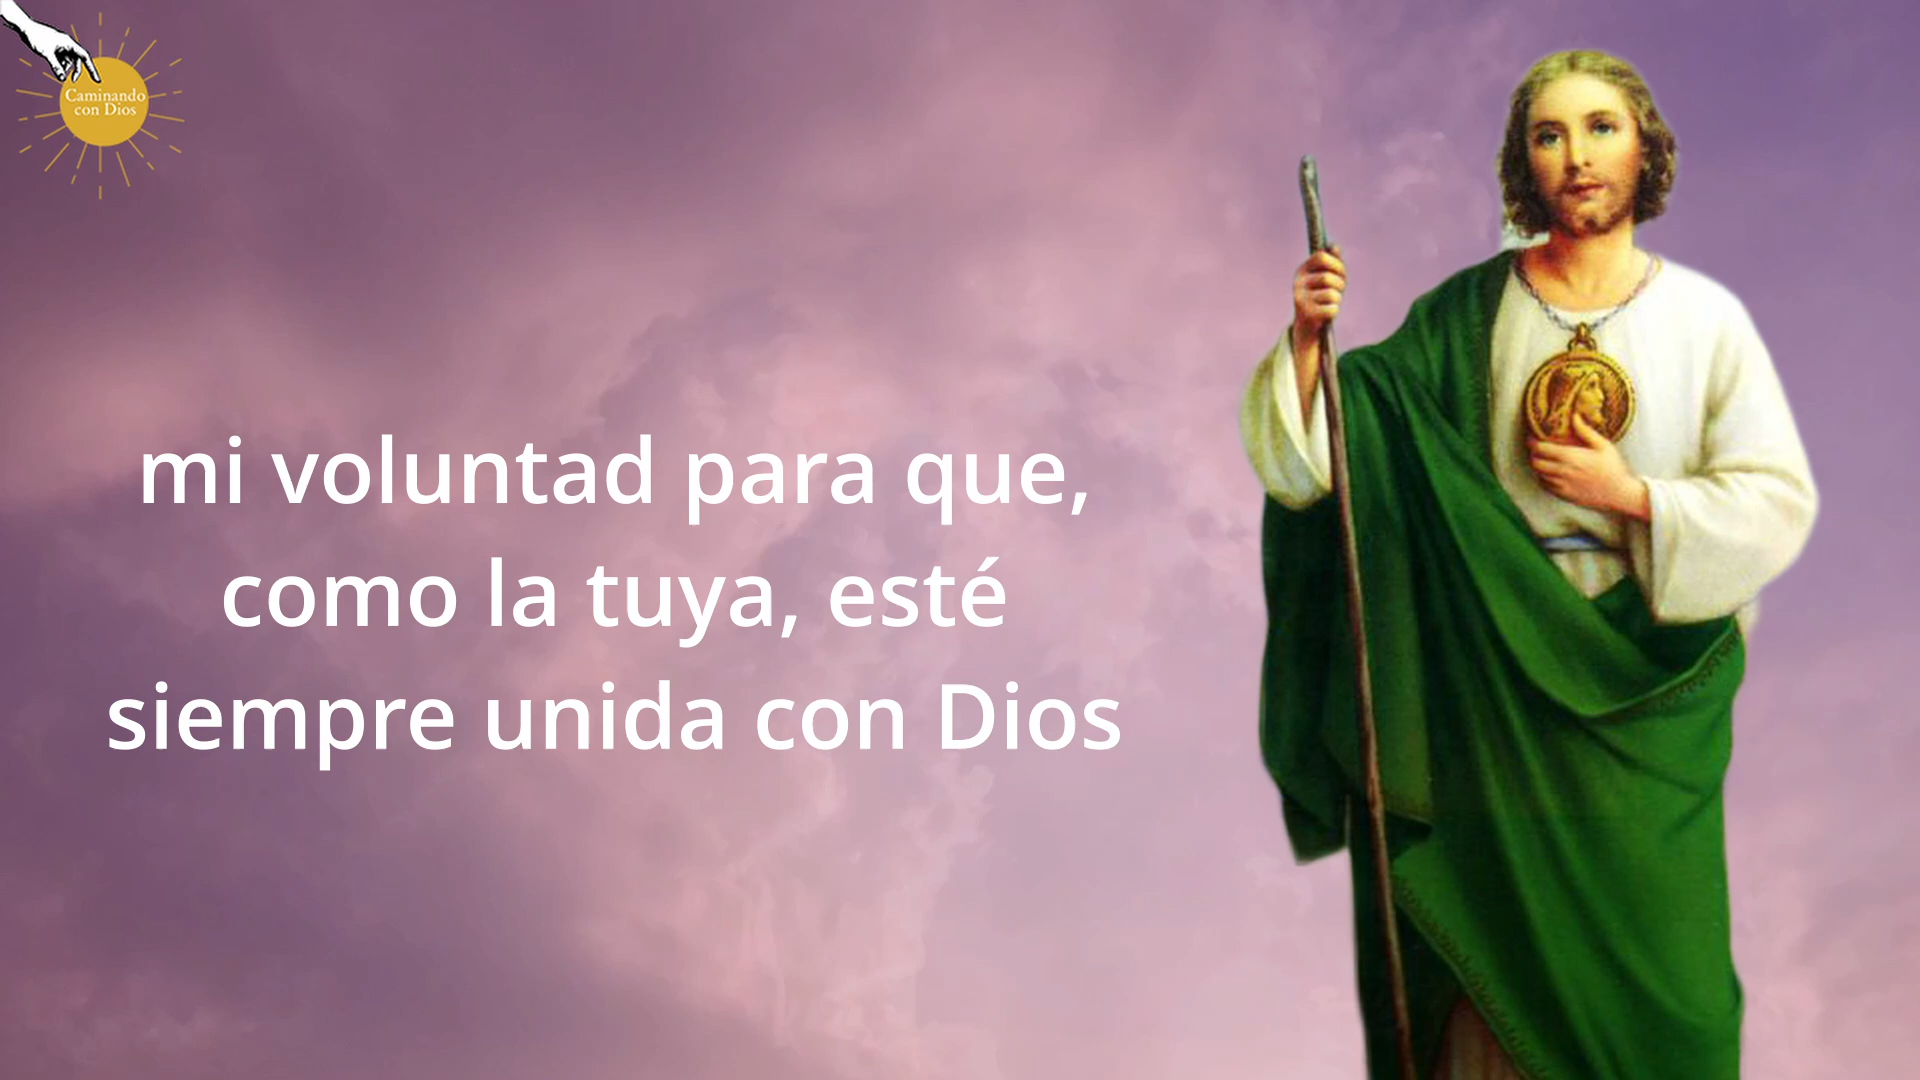 Caminando
con Dios
mi voluntad para que,
como la tuya, esté
siempre unida con Dios